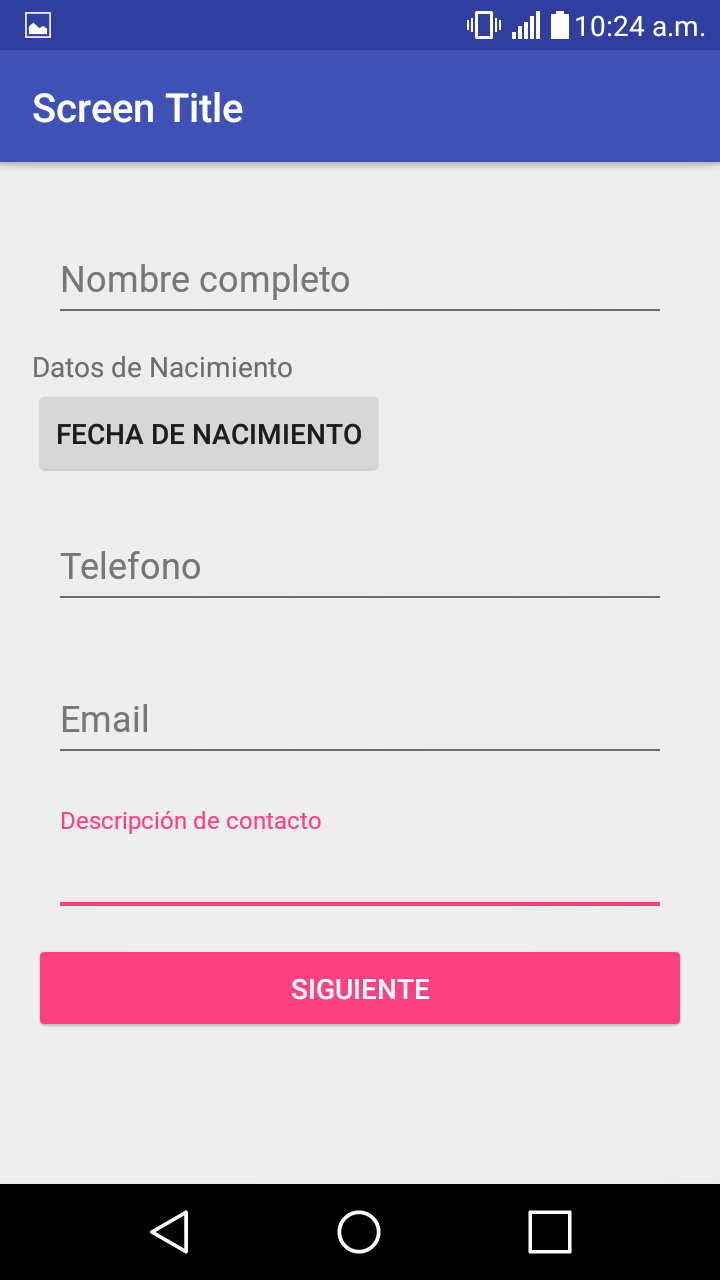 10:24 a.m.
Screen Title
Nombre completo
Datos de Nacimiento
FECHA DE NACIMIENTO
Telefono
Email
Descripción de contacto
SIGUIENTE